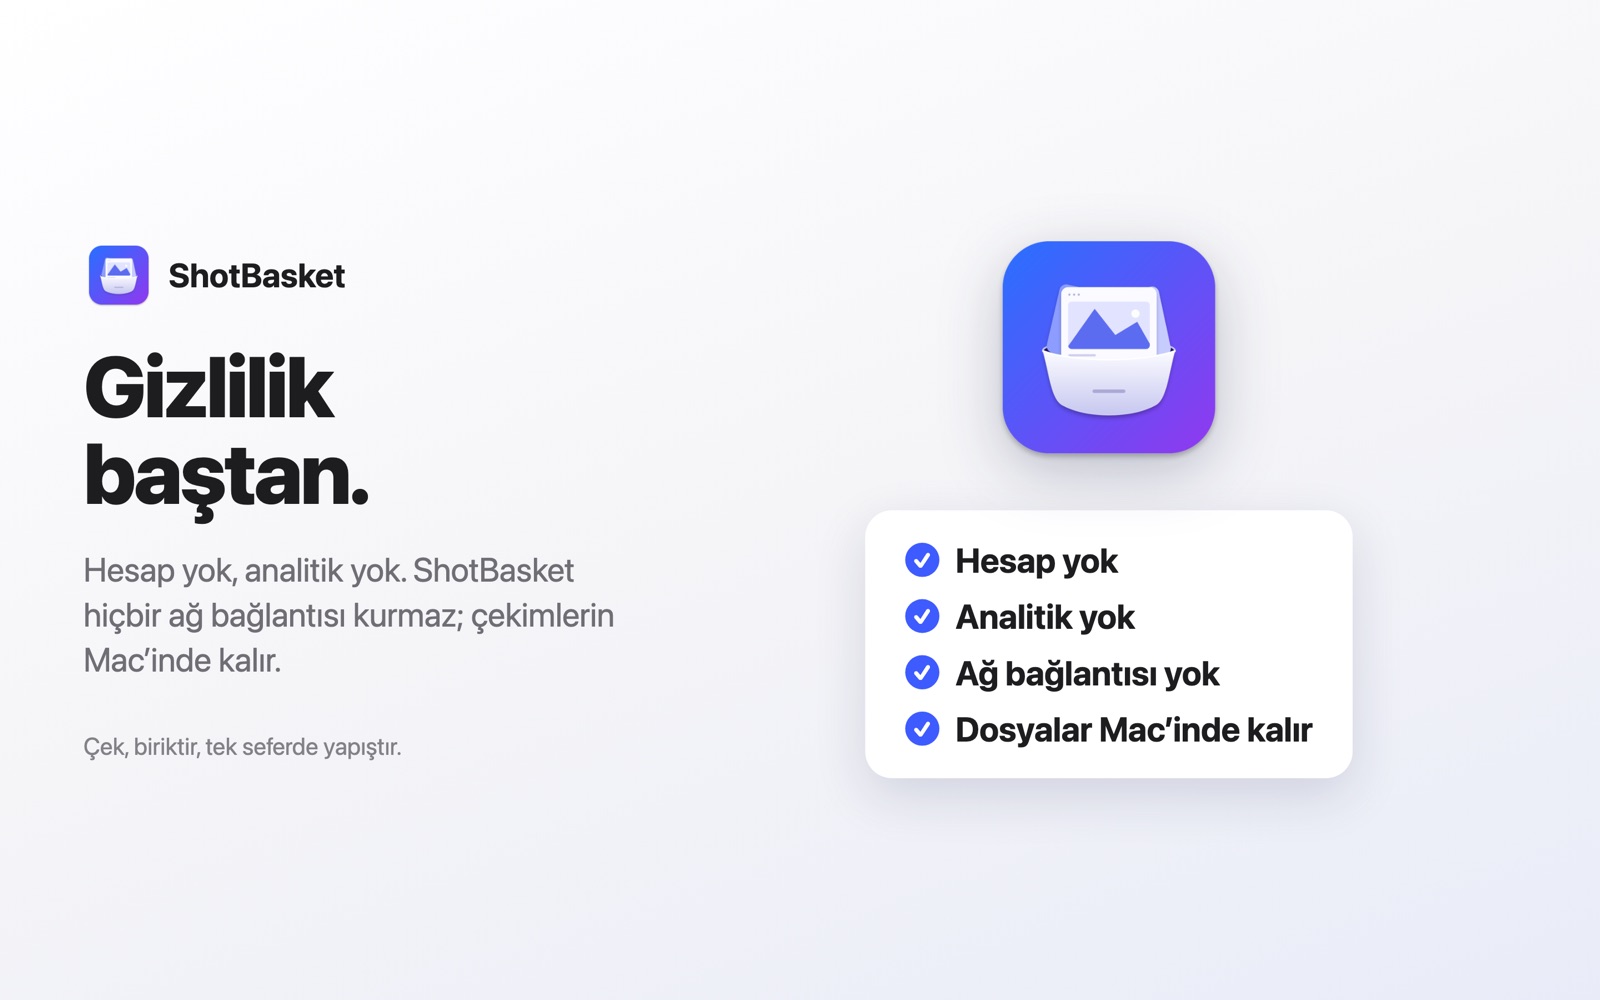 ShotBasket
Gizlilik
baştan.
Hesap yok, analitik yok. ShotBasket
hiçbir ağ bağlantısı kurmaz; çekimlerin
Mac’inde kalır.
Çek, biriktir, tek seferde yapıştır.
Hesap yok
Analitik yok
Ağ bağlantısı yok
Dosyalar Mac’inde kalır